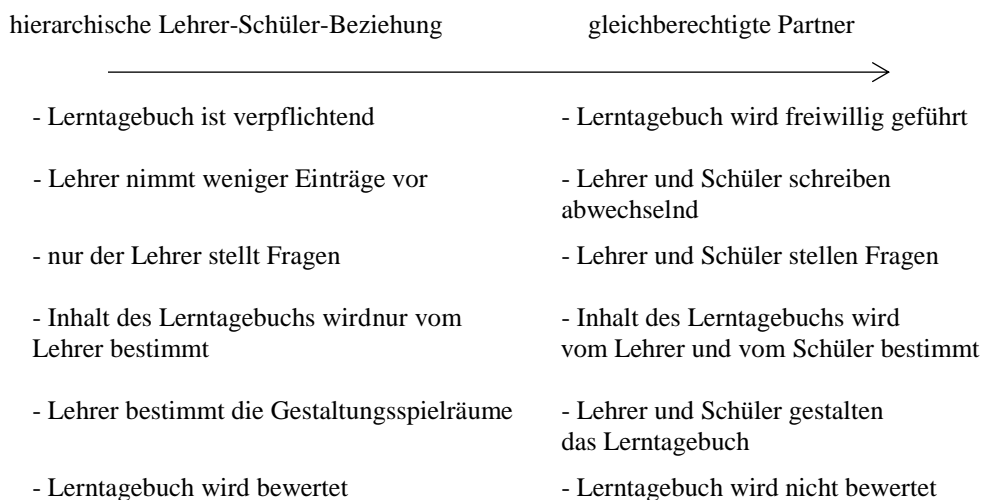 hierarchische Lehrer-Schüler-Beziehung gleichberechtigte Partner
- Lerntagebuch ist verpflichtend - Lerntagebuch wird freiwillig geführt
- Lehrer nimmt weniger Einträge vor - Lehrer und Schüler schreiben
abwechselnd
- nur der Lehrer stellt Fragen - Lehrer und Schüler stellen Fragen
- Inhalt des Lerntagebuchs wirdnur vom - Inhalt des Lerntagebuchs wird
Lehrer bestimmt vom Lehrer und vom Schüler bestimmt
- Lehrer bestimmt die Gestaltungsspielräume - Lehrer und Schüler gestalten
das Lerntagebuch
- Lerntagebuch wird bewertet - Lerntagebuch wird nicht bewertet